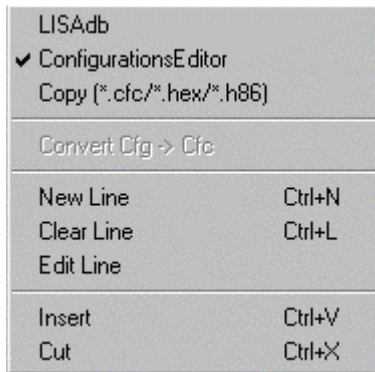 LISAdb
ConfigurationsEditor
Copy (*.cfc/*.hex/*.h86)
Convert Cfg -> Cfc
New Line Ctrl+N
Clear Line Ctrl+L
Edit Line
Insert Ctrl+V
Cut Ctrl+X